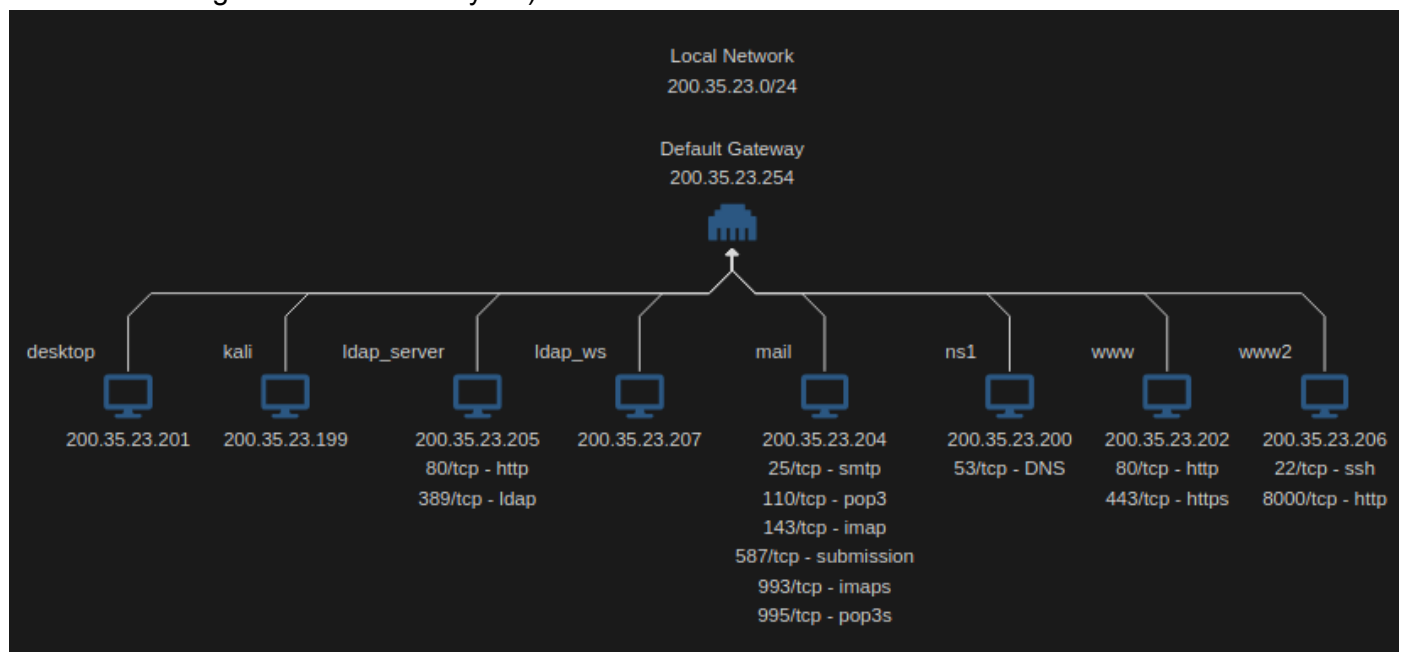 Local Network
200.35.23.0/24
Default Gateway
200.35.23.254
desktop kali ldap_server ldap_ws mail ns1 www www2
200.35.23.201 200.35.23.199 200.35.23.205 200.35.23.207 200.35.23.204 200.35.23.200 200.35.23.202 200.35.23.206
80/tcp - http 25/tcp - smtp 53/tcp - DNS 80/tcp - http 22/tcp - ssh
389/tcp - ldap 110/tcp - pop3 443/tcp - https 8000/tcp - http
143/tcp - imap
587/tcp - submission
993/tcp - imaps
995/tcp - pop3s